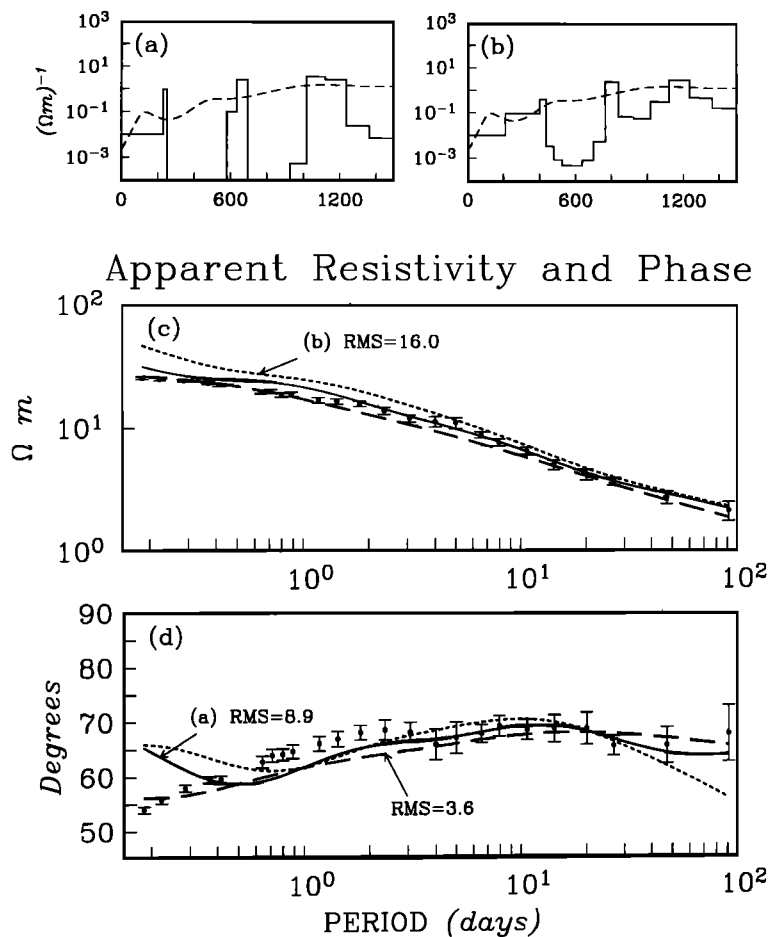 (a)
(b)
(Ωm)⁻¹
10³
10¹
10⁻¹
10⁻³
0 600 1200
10³
10¹
10⁻¹
10⁻³
0 600 1200
Apparent Resistivity and Phase
(c)
(b) RMS=16.0
Ω m
10²
10¹
10⁰
10⁰ 10¹ 10²
(d)
(a) RMS=8.9
RMS=3.6
Degrees
90
80
70
60
50
10⁰ 10¹ 10²
PERIOD (days)